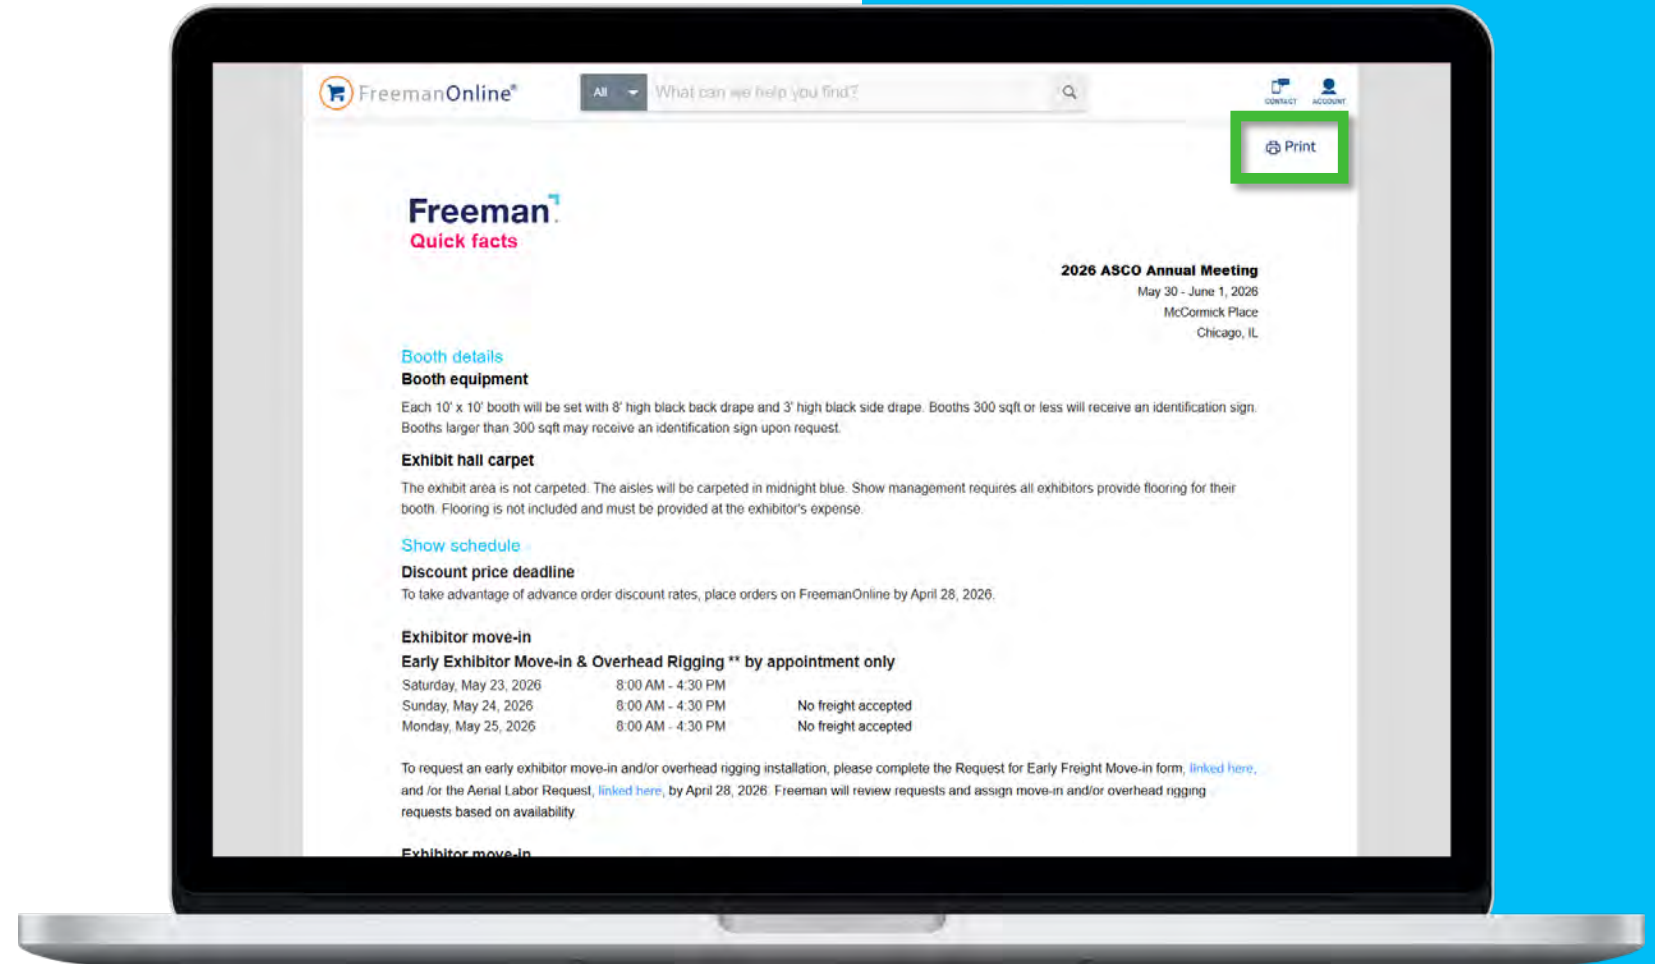 FreemanOnline®
All
What can we help you find?
CONTACT
ACCOUNT
Print
Freeman
Quick facts
2026 ASCO Annual Meeting
May 30 - June 1, 2026
McCormick Place
Chicago, IL
Booth details
Booth equipment
Each 10' x 10' booth will be set with 8' high black back drape and 3' high black side drape. Booths 300 sqft or less will receive an identification sign.
Booths larger than 300 sqft may receive an identification sign upon request.
Exhibit hall carpet
The exhibit area is not carpeted. The aisles will be carpeted in midnight blue. Show management requires all exhibitors provide flooring for their
booth. Flooring is not included and must be provided at the exhibitor's expense.
Show schedule
Discount price deadline
To take advantage of advance order discount rates, place orders on FreemanOnline by April 28, 2026.
Exhibitor move-in
Early Exhibitor Move-in & Overhead Rigging ** by appointment only
Saturday, May 23, 2026 8:00 AM - 4:30 PM
Sunday, May 24, 2026 8:00 AM - 4:30 PM No freight accepted
Monday, May 25, 2026 8:00 AM - 4:30 PM No freight accepted
To request an early exhibitor move-in and/or overhead rigging installation, please complete the Request for Early Freight Move-in form, linked here,
and /or the Aerial Labor Request, linked here, by April 28, 2026. Freeman will review requests and assign move-in and/or overhead rigging
requests based on availability.
Exhibitor move-in